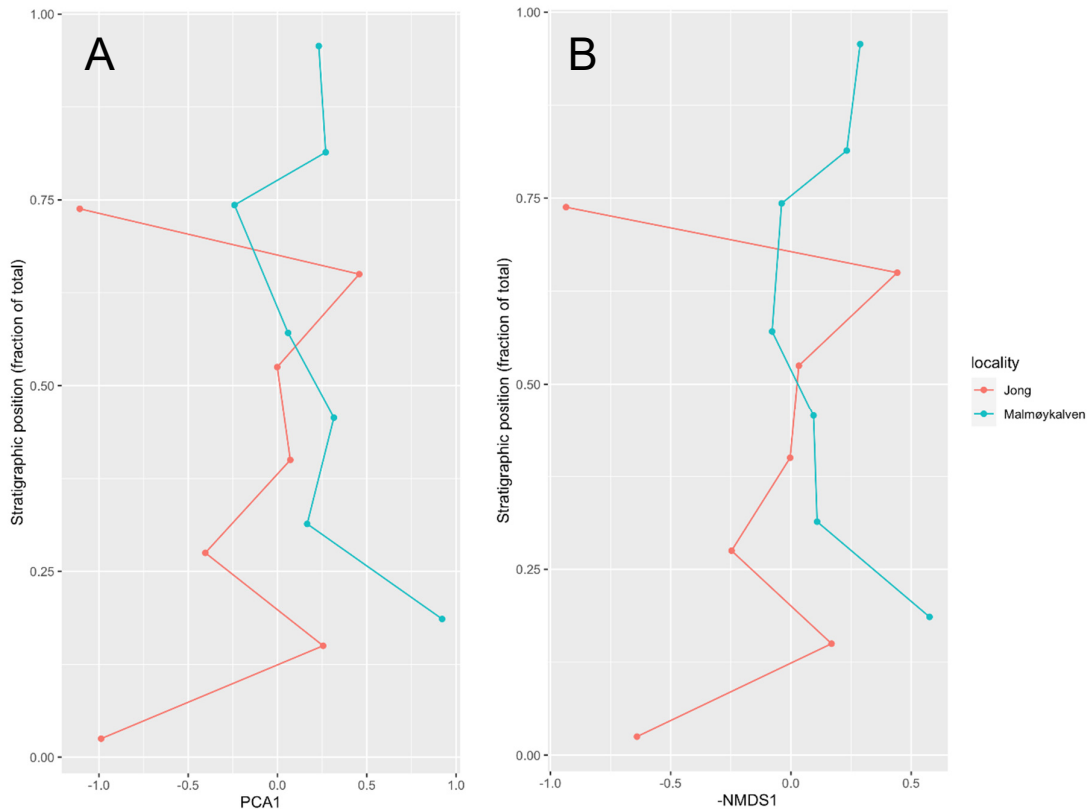 A
B
Stratigraphic position (fraction of total)
1.00
0.75
0.50
0.25
0.00
-1.0
-0.5
0.0
0.5
1.0
PCA1
Stratigraphic position (fraction of total)
1.00
0.75
0.50
0.25
0.00
-1.0
-0.5
0.0
0.5
-NMDS1
locality
Jong
Malmøykalven